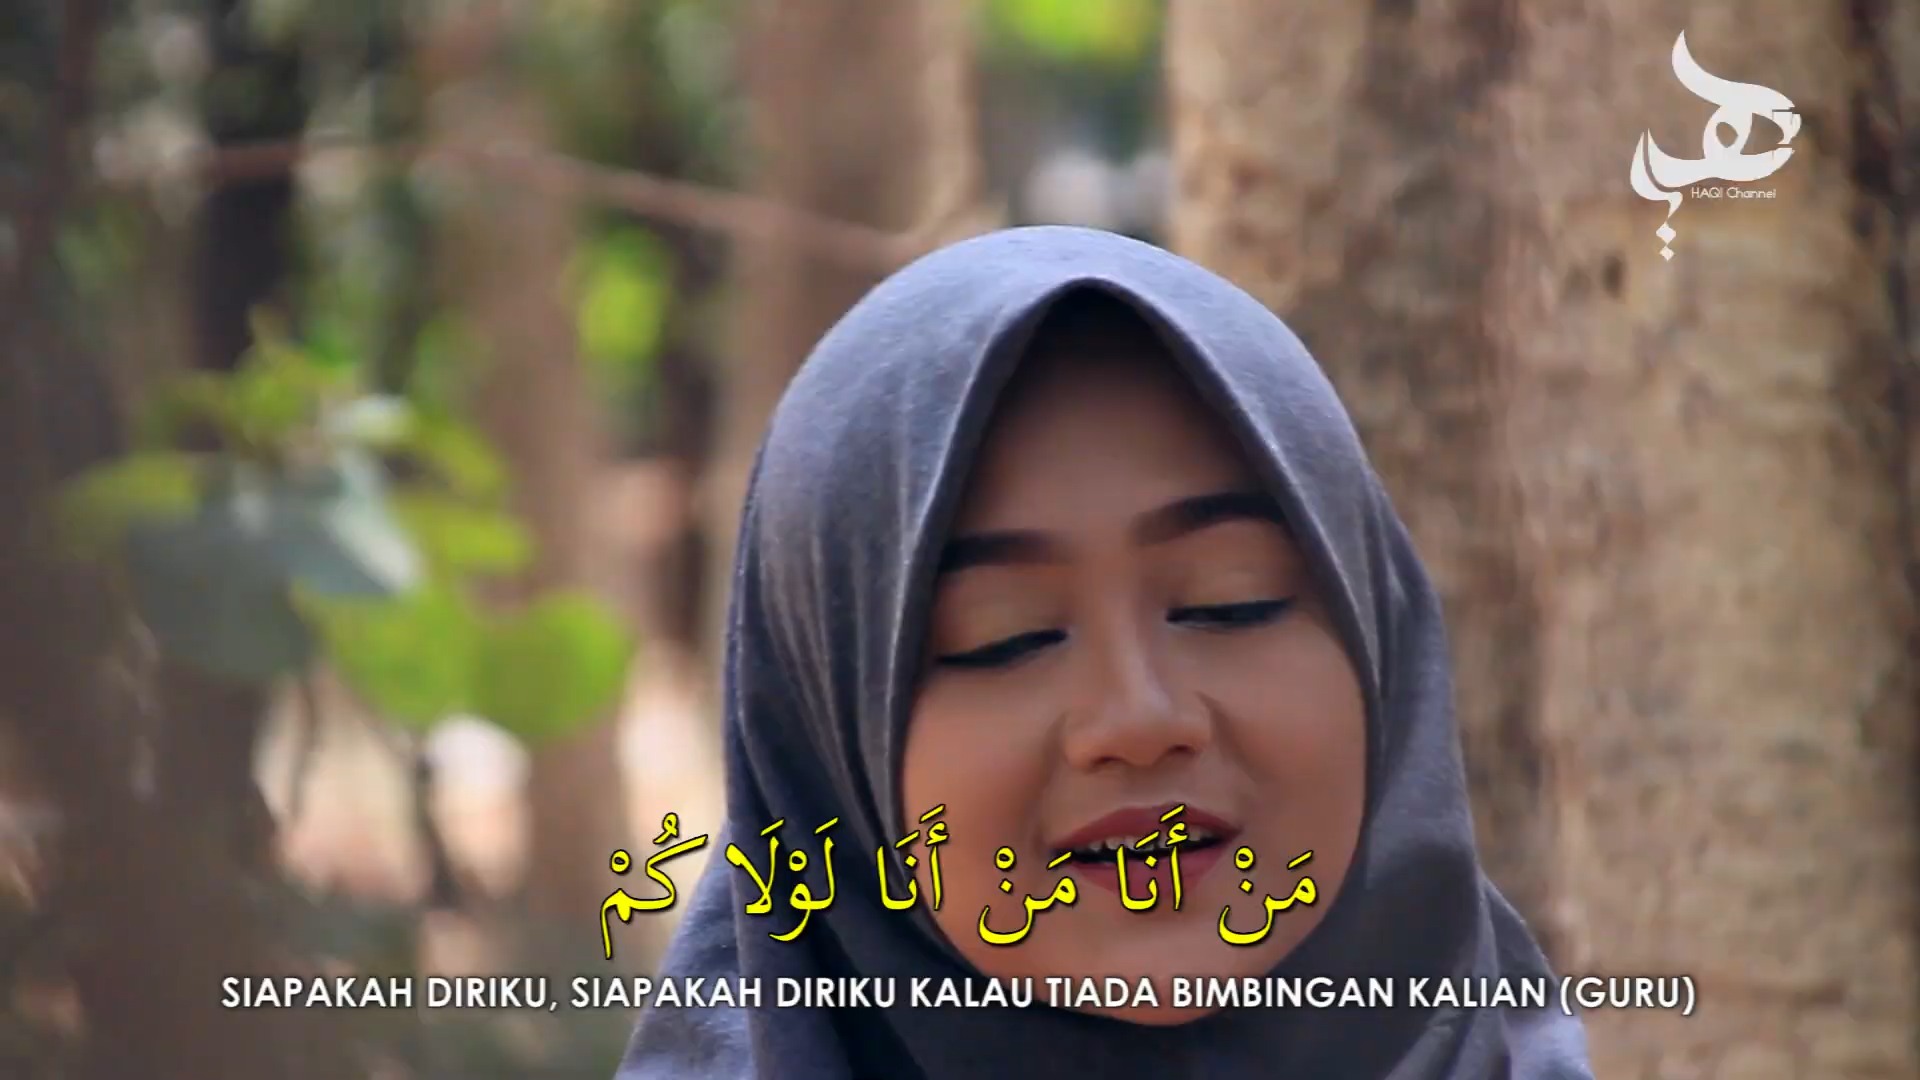 HAQI Channel
مَنْ أَنَا مَنْ أَنَا لَوْلَا كُمْ
SIAPAKAH DIRIKU, SIAPAKAH DIRIKU KALAU TIADA BIMBINGAN KALIAN (GURU)